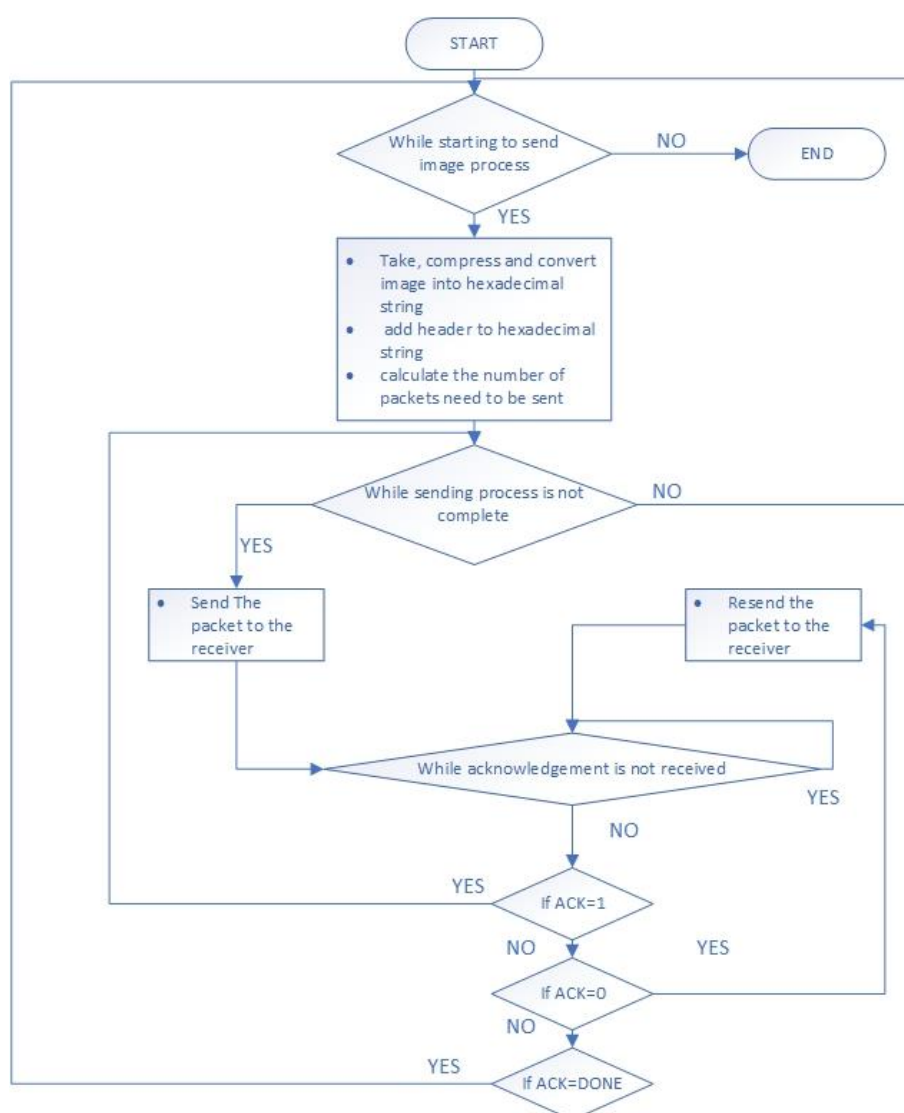 START
While starting to send
image process
NO
END
YES
• Take, compress and convert
image into hexadecimal
string
• add header to hexadecimal
string
• calculate the number of
packets need to be sent
While sending process is not
complete
NO
YES
• Send The
packet to the
receiver
• Resend the
packet to the
receiver
While acknowledgement is not received
YES
NO
YES
If ACK=1
NO
YES
If ACK=0
NO
YES
If ACK=DONE